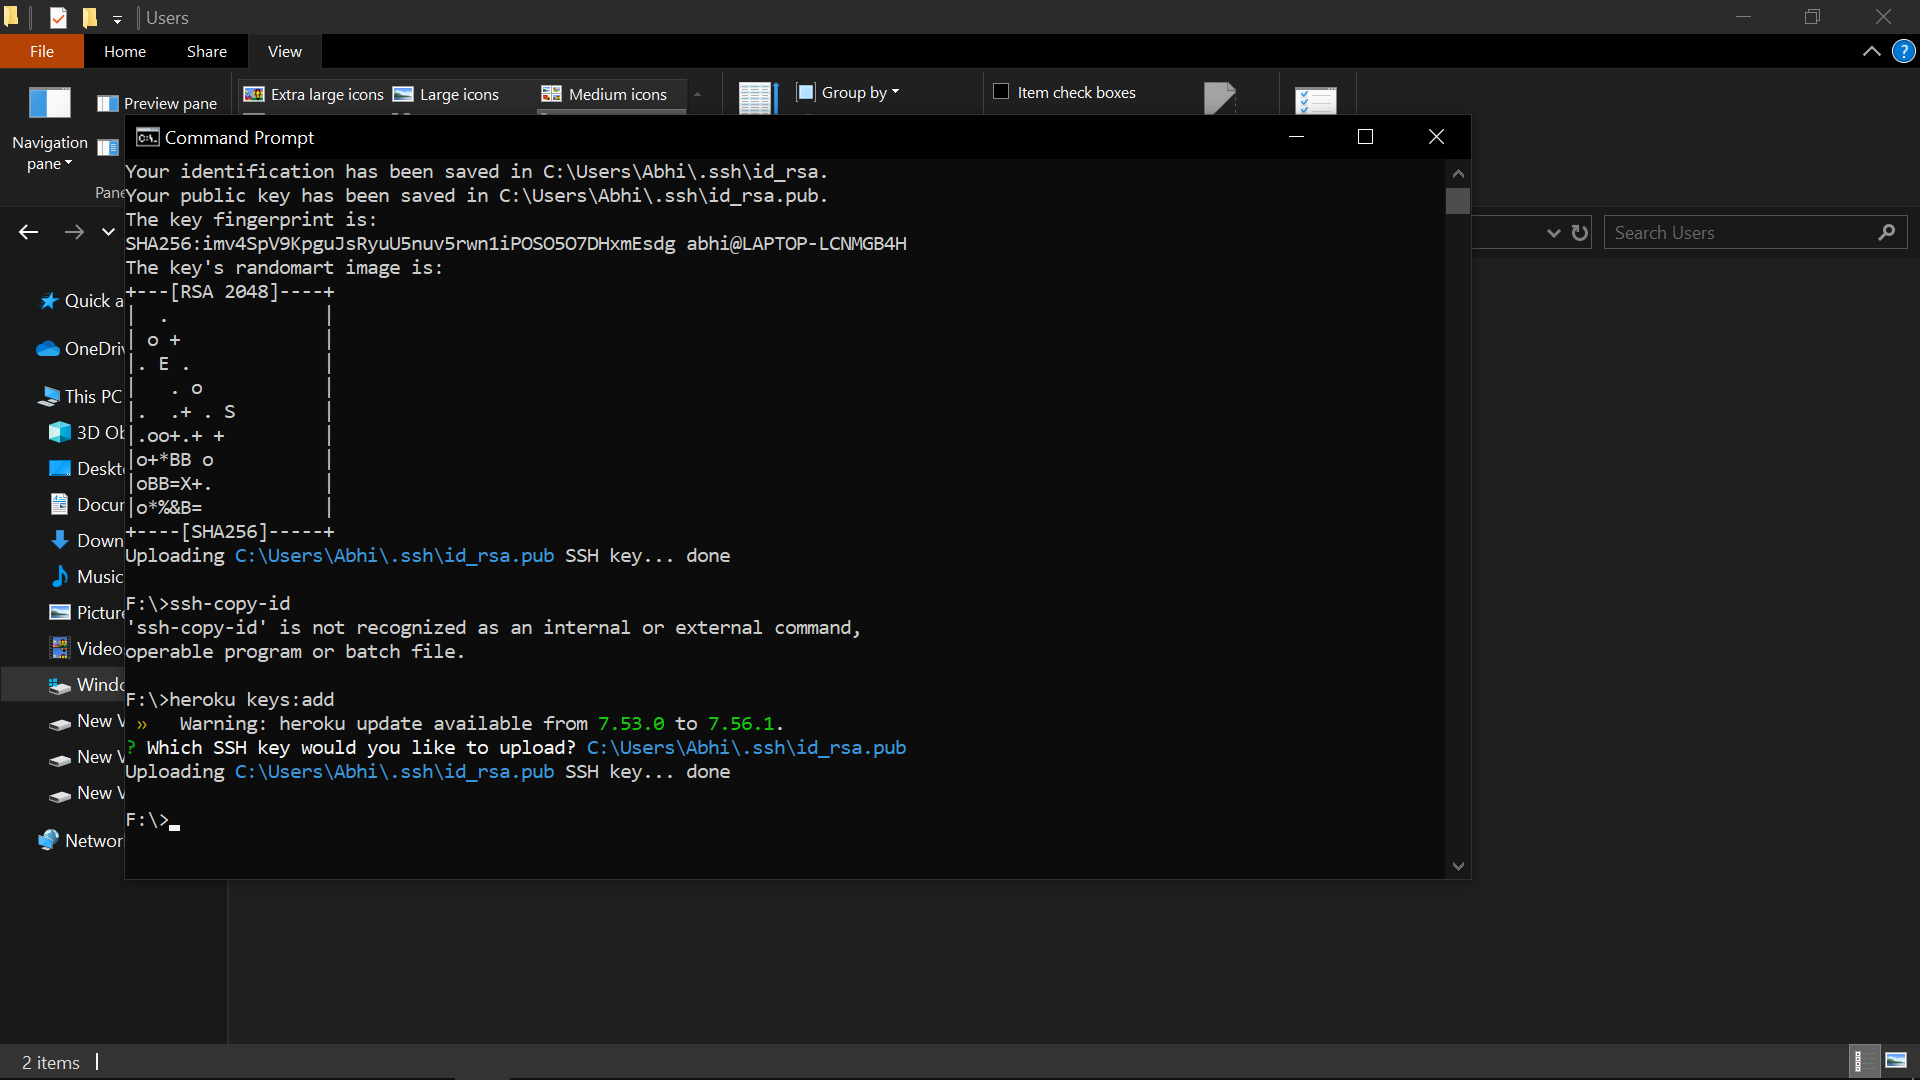 Users
File
Home
Share
View
Navigation
pane
Preview pane
Extra large icons
Large icons
Medium icons
Group by
Item check boxes
Command Prompt
Your identification has been saved in C:\Users\Abhi\.ssh\id_rsa.
Your public key has been saved in C:\Users\Abhi\.ssh\id_rsa.pub.
The key fingerprint is:
SHA256:imv4SpV9KpguJsRyuU5nuv5rwn1iPOSO5O7DHxmEsdg abhi@LAPTOP-LCNMGB4H
The key's randomart image is:
+---[RSA 2048]----+
|  .              |
| o +             |
|. E .            |
|   . o           |
|.  .+ . S        |
|.oo+.+ +         |
|o+*BB o          |
|oBB=X+.          |
|o*%&B=           |
+----[SHA256]-----+
Uploading C:\Users\Abhi\.ssh\id_rsa.pub SSH key... done
F:\>ssh-copy-id
'ssh-copy-id' is not recognized as an internal or external command,
operable program or batch file.
F:\>heroku keys:add
»   Warning: heroku update available from 7.53.0 to 7.56.1.
? Which SSH key would you like to upload? C:\Users\Abhi\.ssh\id_rsa.pub
Uploading C:\Users\Abhi\.ssh\id_rsa.pub SSH key... done
F:\>
Search Users
Quick a
OneDriv
This PC
3D Ob
Deskt
Docur
Down
Music
Picture
Video
Windo
New V
New V
New V
Networ
2 items